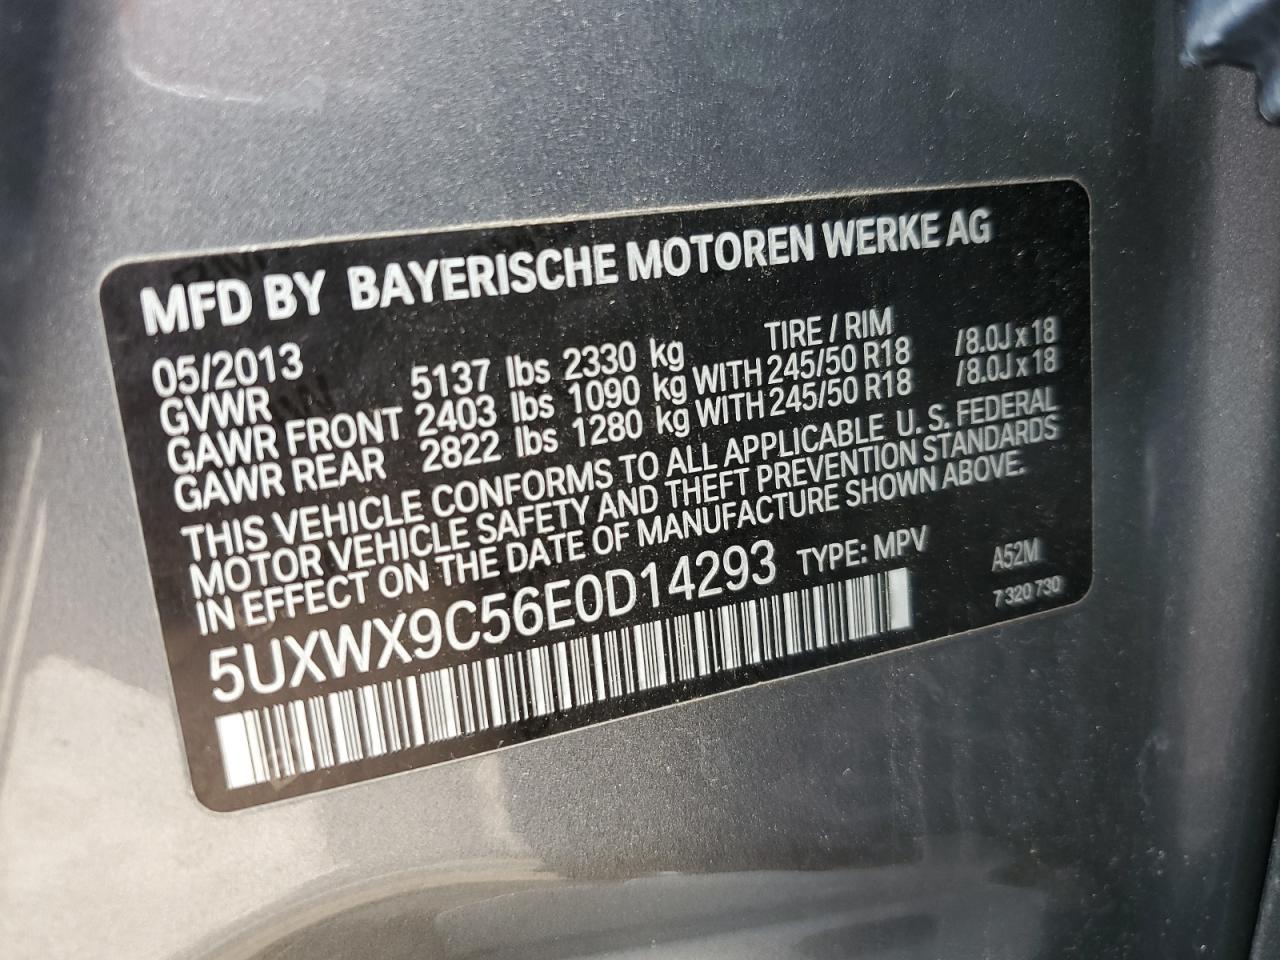 MFD BY BAYERISCHE MOTOREN WERKE AG
05/2013 TIRE / RIM
GVWR 5137 lbs 2330 kg
GAWR FRONT 2403 lbs 1090 kg WITH 245/50 R18 /8.0J x 18
GAWR REAR 2822 lbs 1280 kg WITH 245/50 R18 /8.0J x 18
THIS VEHICLE CONFORMS TO ALL APPLICABLE U. S. FEDERAL
MOTOR VEHICLE SAFETY AND THEFT PREVENTION STANDARDS
IN EFFECT ON THE DATE OF MANUFACTURE SHOWN ABOVE.
5UXWX9C56E0D14293 TYPE: MPV A52M
7 320 730